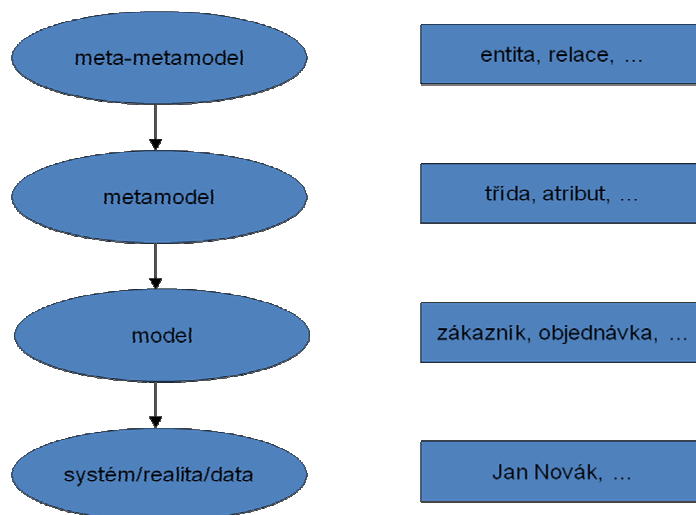 meta-metamodel
entita, relace, ...
metamodel
třída, atribut, ...
model
zákazník, objednávka, ...
systém/realita/data
Jan Novák, ...